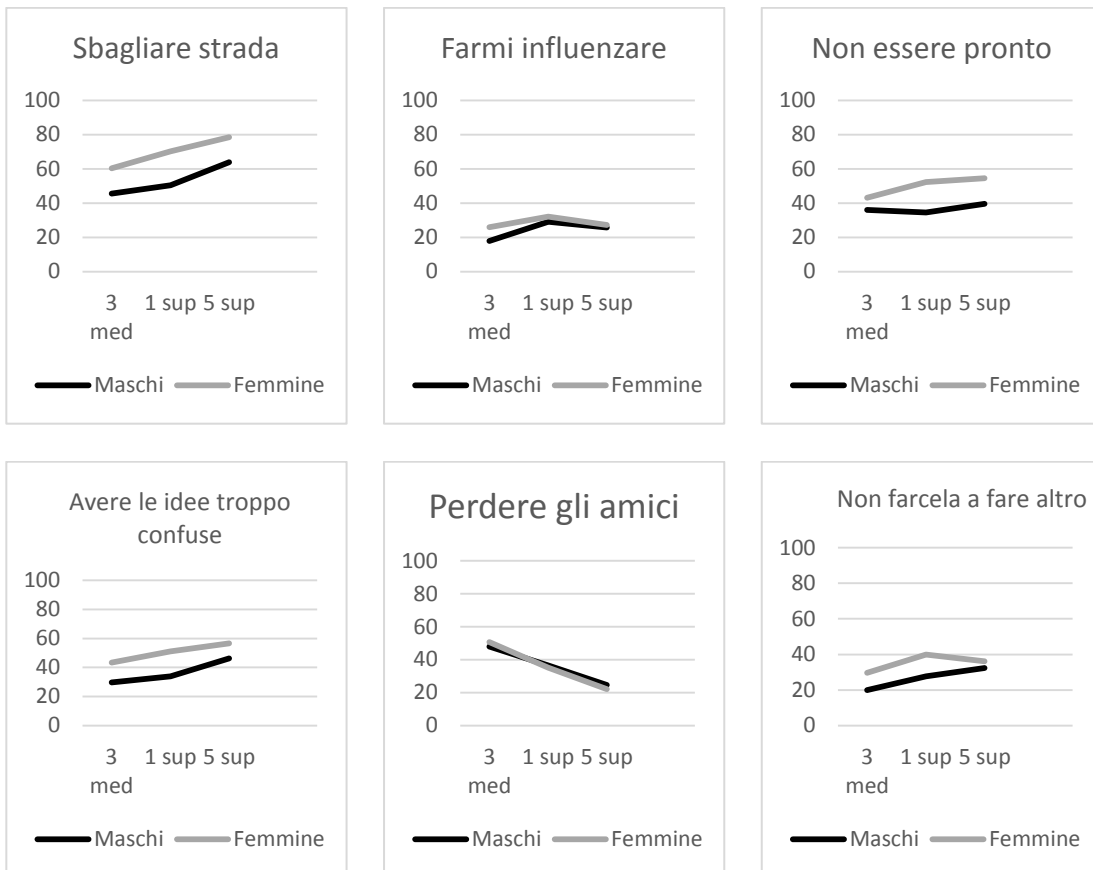 Sbagliare strada
100
80
60
40
20
0
3 med 1 sup 5 sup
Maschi Femmine
Farmi influenzare
100
80
60
40
20
0
3 med 1 sup 5 sup
Maschi Femmine
Non essere pronto
100
80
60
40
20
0
3 med 1 sup 5 sup
Maschi Femmine
Avere le idee troppo
confuse
100
80
60
40
20
0
3 med 1 sup 5 sup
Maschi Femmine
Perdere gli amici
100
80
60
40
20
0
3 med 1 sup 5 sup
Maschi Femmine
Non farcela a fare altro
100
80
60
40
20
0
3 med 1 sup 5 sup
Maschi Femmine